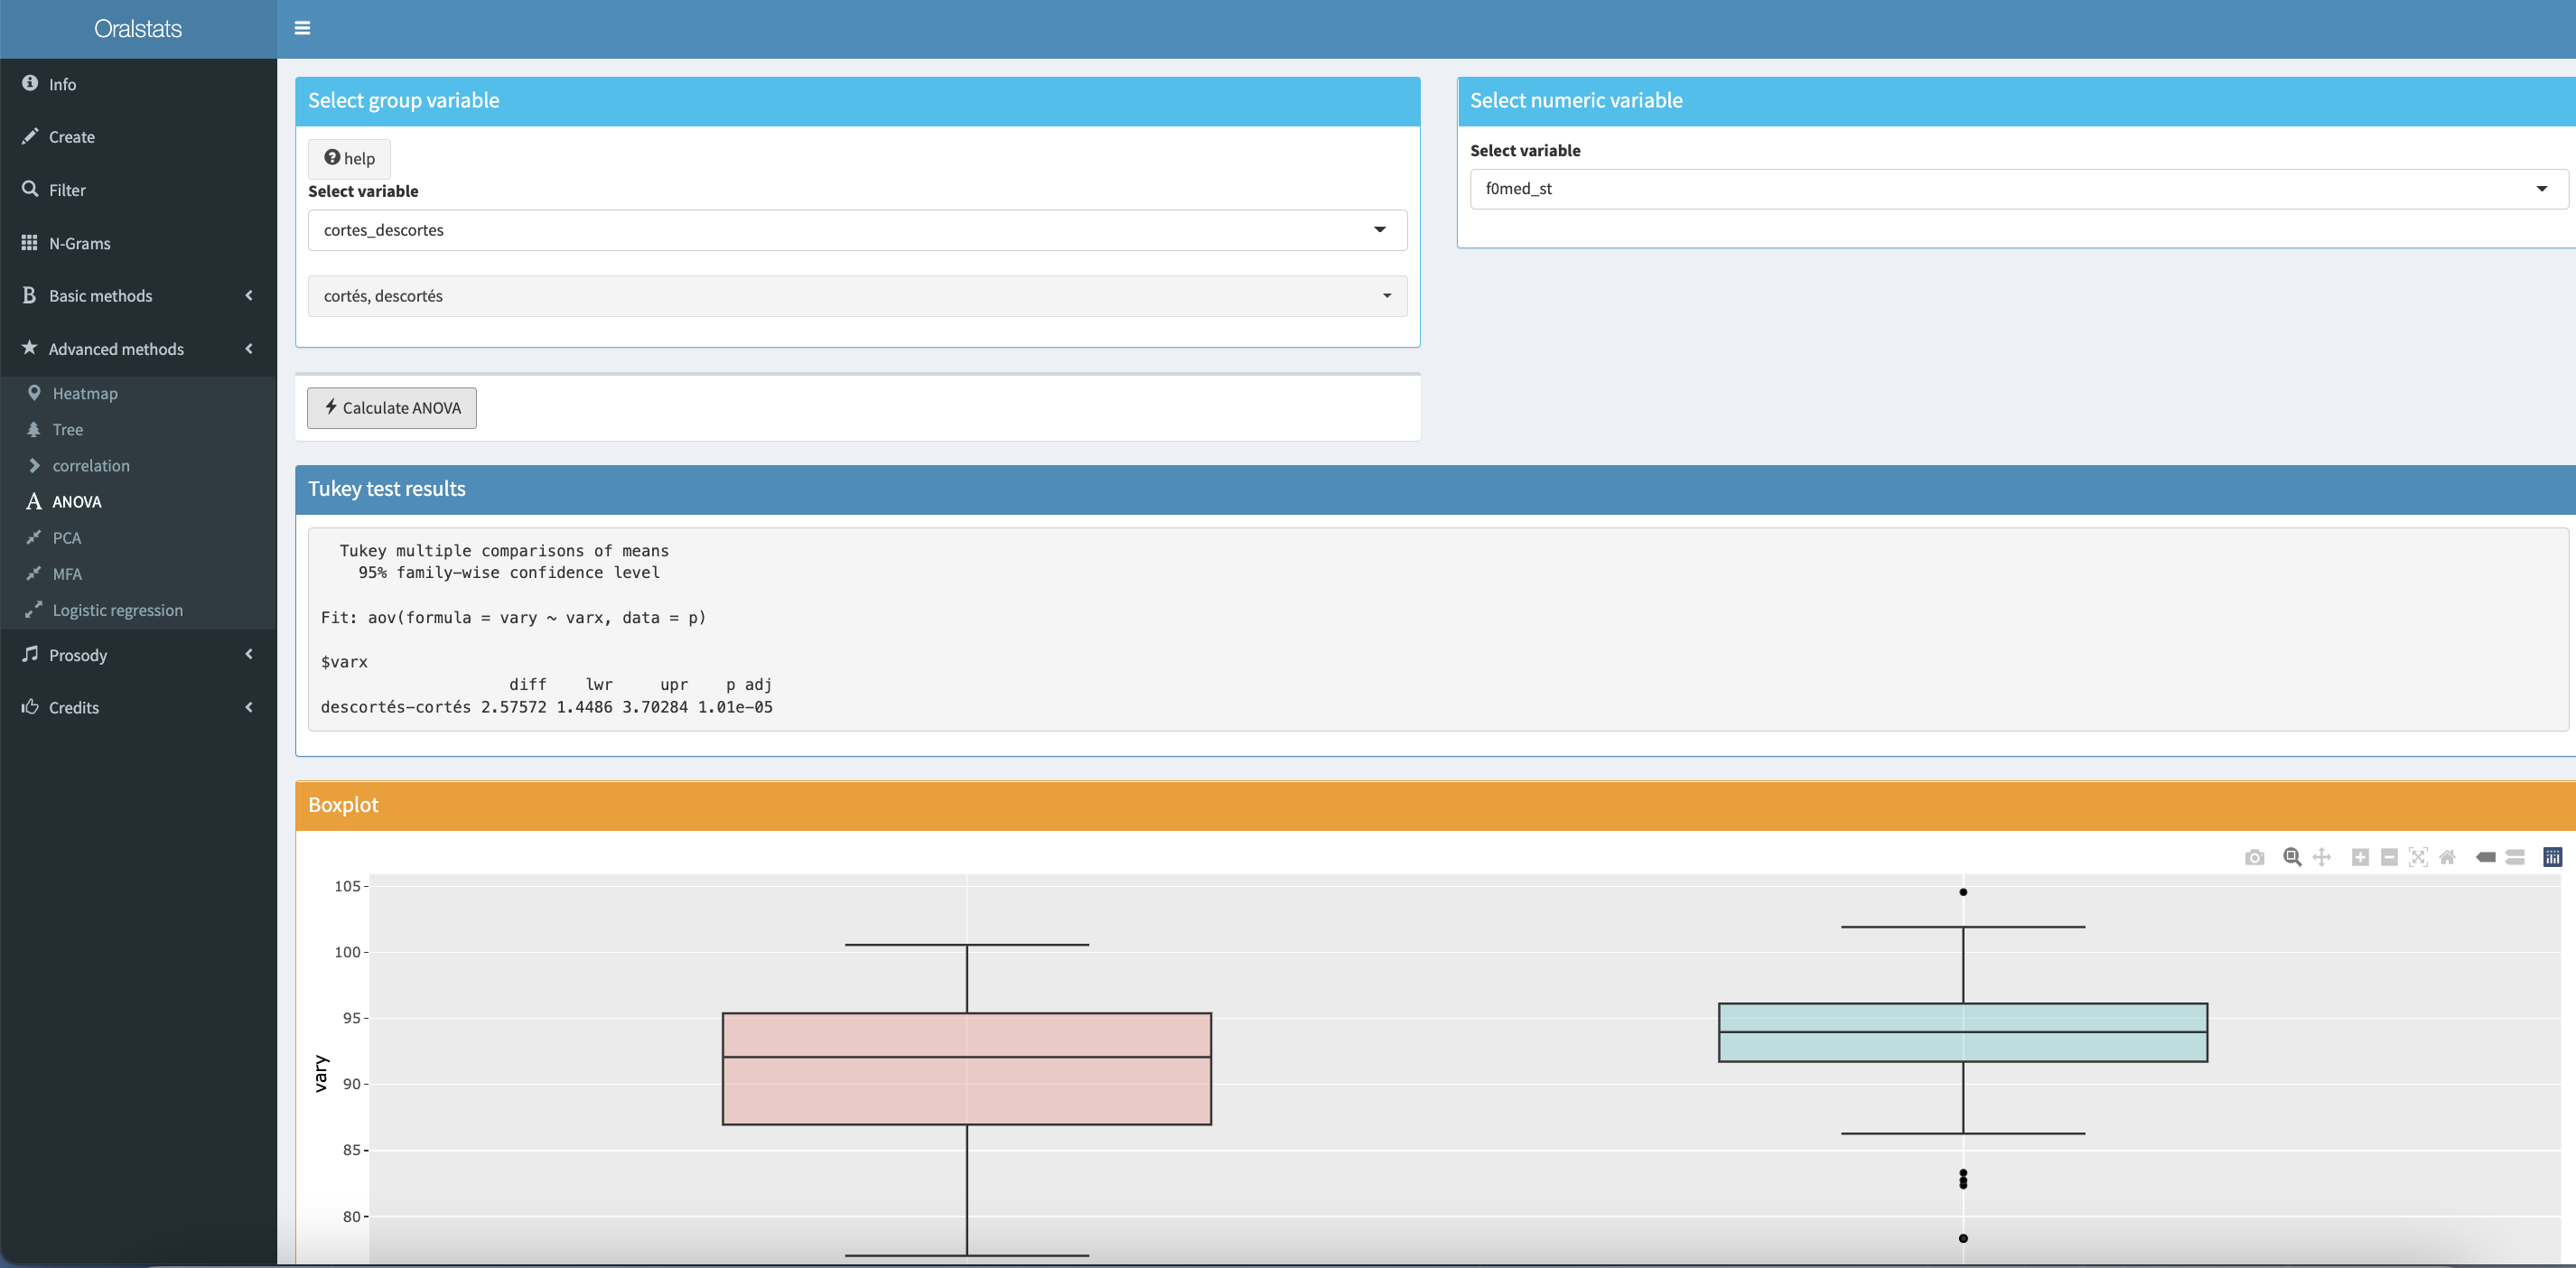 Oralstats
Info
Create
Filter
N-Grams
Basic methods
Advanced methods
Heatmap
Tree
correlation
ANOVA
PCA
MFA
Logistic regression
Prosody
Credits
Select group variable
help
Select variable
cortes_descortes
cortés, descortés
Select numeric variable
Select variable
f0med_st
Calculate ANOVA
Tukey test results
Tukey multiple comparisons of means
95% family-wise confidence level
Fit: aov(formula = vary ~ varx, data = p)
$varx
diff lwr upr p adj
descortés-cortés 2.57572 1.4486 3.70284 1.01e-05
Boxplot
105
100
95
90
85
80
vary